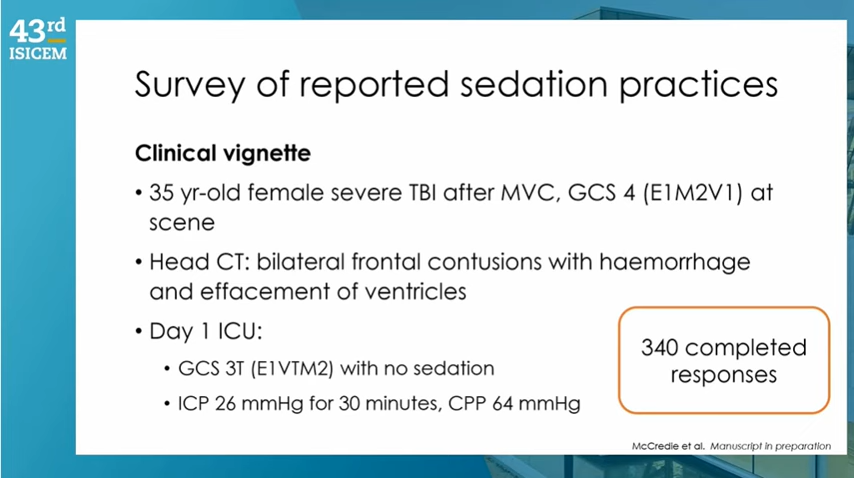 43rd
ISICEM
Survey of reported sedation practices
Clinical vignette
• 35 yr-old female severe TBI after MVC, GCS 4 (E1M2V1) at
scene
• Head CT: bilateral frontal contusions with haemorrhage
and effacement of ventricles
• Day 1 ICU:
• GCS 3T (E1VTM2) with no sedation
• ICP 26 mmHg for 30 minutes, CPP 64 mmHg
340 completed
responses
McCredie et al. Manuscript in preparation